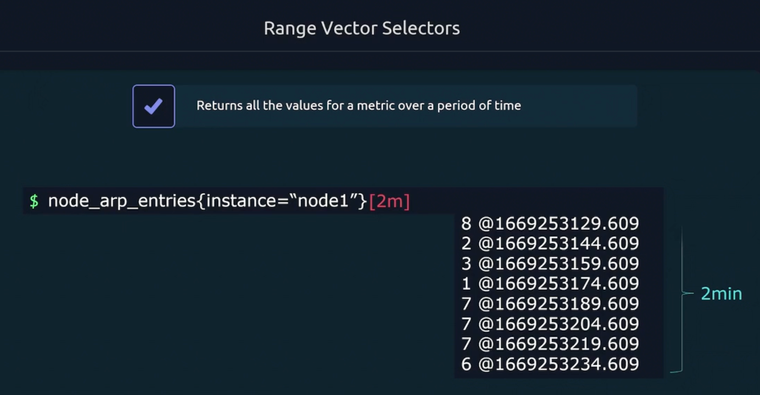 Range Vector Selectors
Returns all the values for a metric over a period of time
$ node_arp_entries{instance=“node1”}[2m]
8 @1669253129.609
2 @1669253144.609
3 @1669253159.609
1 @1669253174.609
7 @1669253189.609
7 @1669253204.609
7 @1669253219.609
6 @1669253234.609
2min